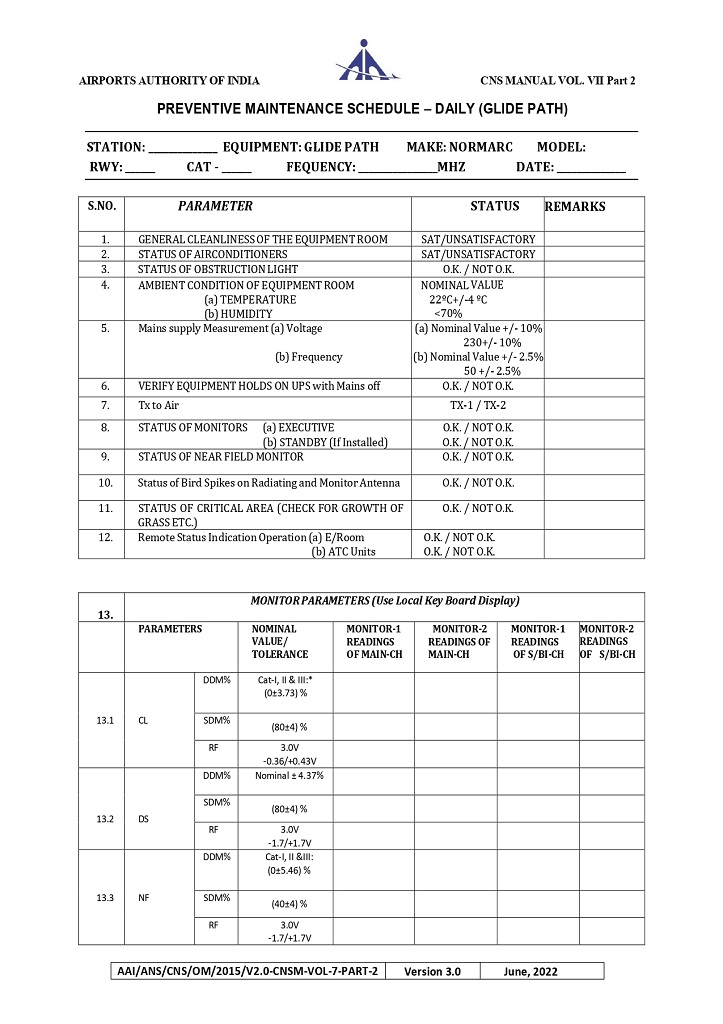 AIRPORTS AUTHORITY OF INDIA CNS MANUAL VOL. VII Part 2
PREVENTIVE MAINTENANCE SCHEDULE – DAILY (GLIDE PATH)
STATION: ______________ EQUIPMENT: GLIDE PATH MAKE: NORMARC MODEL:
RWY: ______ CAT - ______ FEQUENCY: ________________MHZ DATE: ______________
S.NO. PARAMETER STATUS REMARKS
1. GENERAL CLEANLINESS OF THE EQUIPMENT ROOM SAT/UNSATISFACTORY
2. STATUS OF AIRCONDITIONERS SAT/UNSATISFACTORY
3. STATUS OF OBSTRUCTION LIGHT O.K. / NOT O.K.
4. AMBIENT CONDITION OF EQUIPMENT ROOM NOMINAL VALUE
(a) TEMPERATURE 22ºC+/-4 ºC
(b) HUMIDITY <70%
5. Mains supply Measurement (a) Voltage (a) Nominal Value +/- 10%
230+/- 10%
(b) Frequency (b) Nominal Value +/- 2.5%
50 +/- 2.5%
6. VERIFY EQUIPMENT HOLDS ON UPS with Mains off O.K. / NOT O.K.
7. Tx to Air TX-1 / TX-2
8. STATUS OF MONITORS (a) EXECUTIVE O.K. / NOT O.K.
(b) STANDBY (If Installed) O.K. / NOT O.K.
9. STATUS OF NEAR FIELD MONITOR O.K. / NOT O.K.
10. Status of Bird Spikes on Radiating and Monitor Antenna O.K. / NOT O.K.
11. STATUS OF CRITICAL AREA (CHECK FOR GROWTH OF O.K. / NOT O.K.
GRASS ETC.)
12. Remote Status Indication Operation (a) E/Room O.K. / NOT O.K.
(b) ATC Units O.K. / NOT O.K.
MONITOR PARAMETERS (Use Local Key Board Display)
13.
PARAMETERS NOMINAL MONITOR-1 MONITOR-2 MONITOR-1 MONITOR-2
VALUE/ READINGS READINGS OF READINGS READINGS
TOLERANCE OF MAIN-CH MAIN-CH OF S/BI-CH OF S/BI-CH
DDM% Cat-I, II & III:*
(0±3.73) %
13.1 CL SDM% (80±4) %
RF 3.0V
-0.36/+0.43V
DDM% Nominal ± 4.37%
SDM% (80±4) %
13.2 DS
RF 3.0V
-1.7/+1.7V
DDM% Cat-I, II &III:
(0±5.46) %
13.3 NF SDM% (40±4) %
RF 3.0V
-1.7/+1.7V
AAI/ANS/CNS/OM/2015/V2.0-CNSM-VOL-7-PART-2 Version 3.0 June, 2022